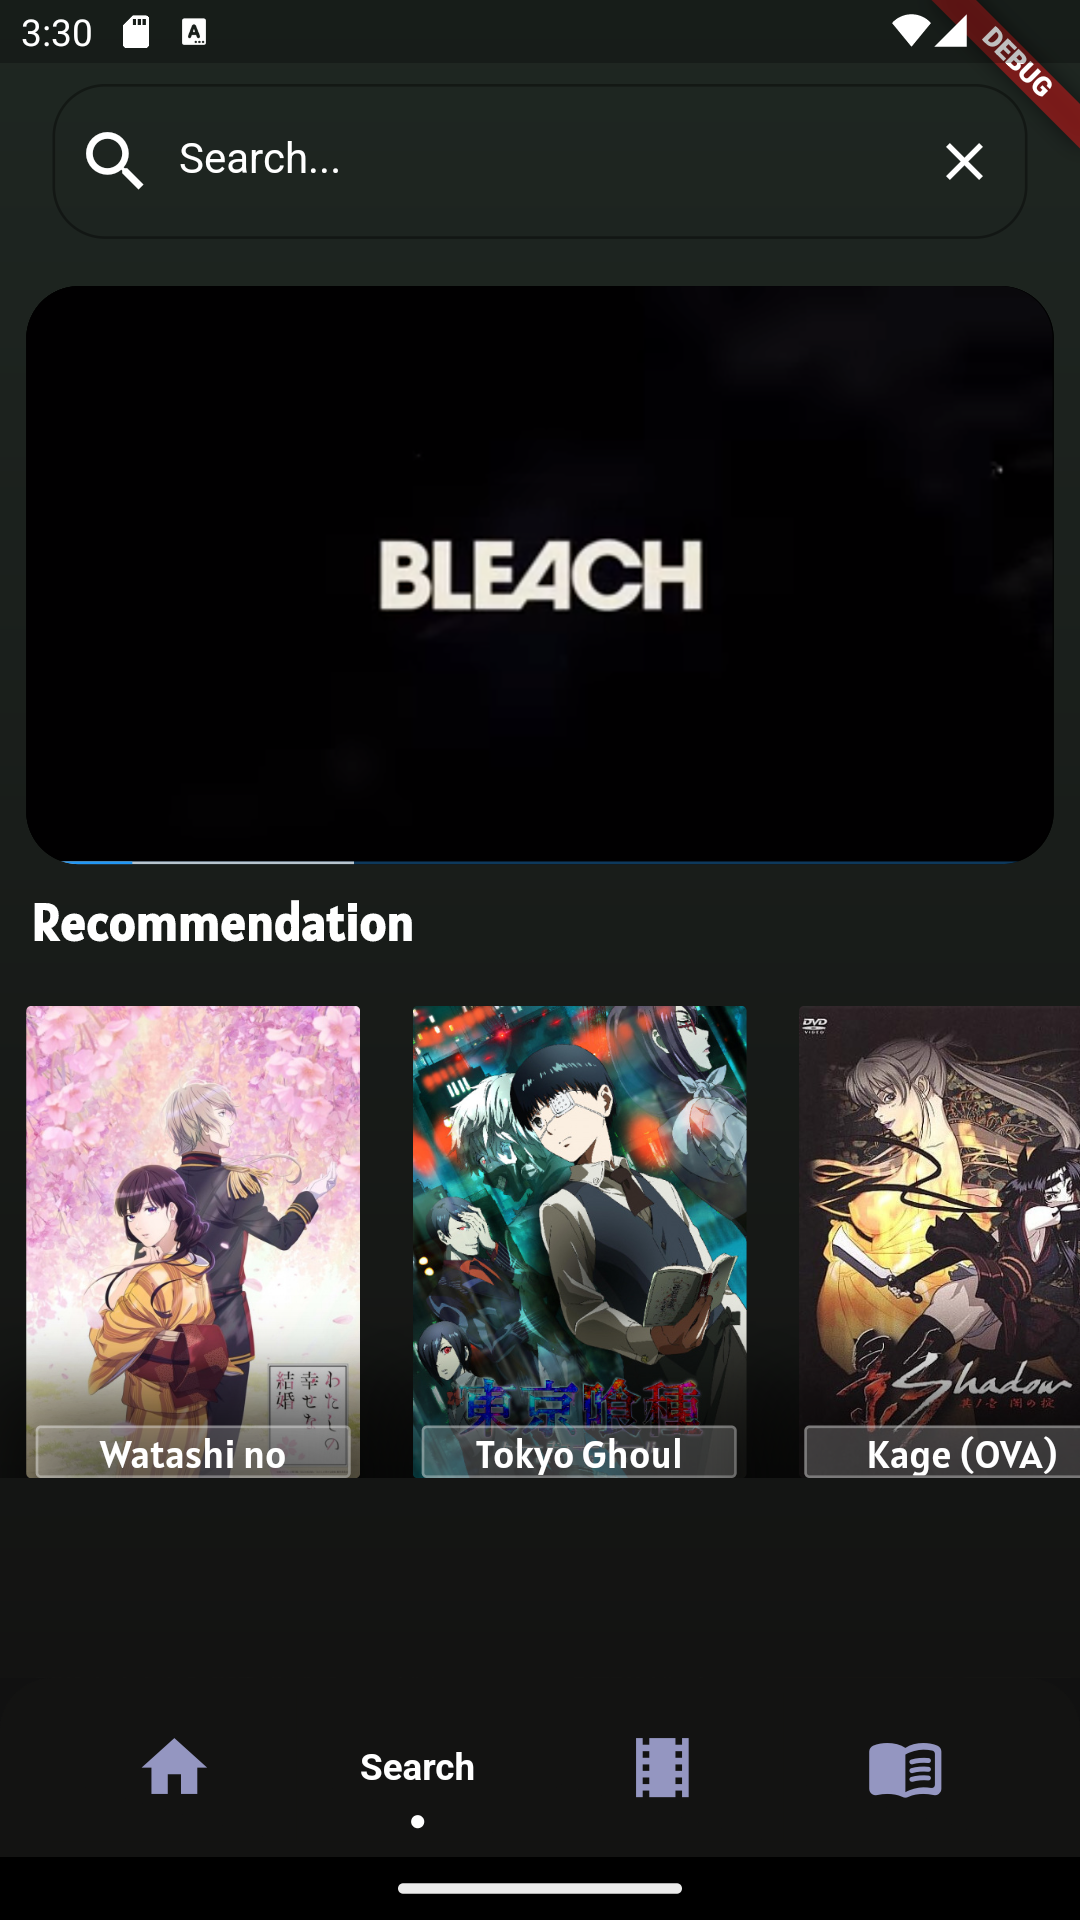 3:30
DEBUG
Search...
BLEACH
Recommendation
DVD
VIDEO
わたしの
幸せな
結婚
東京喰種
Shadow
Watashi no
Tokyo Ghoul
Kage (OVA)
Search